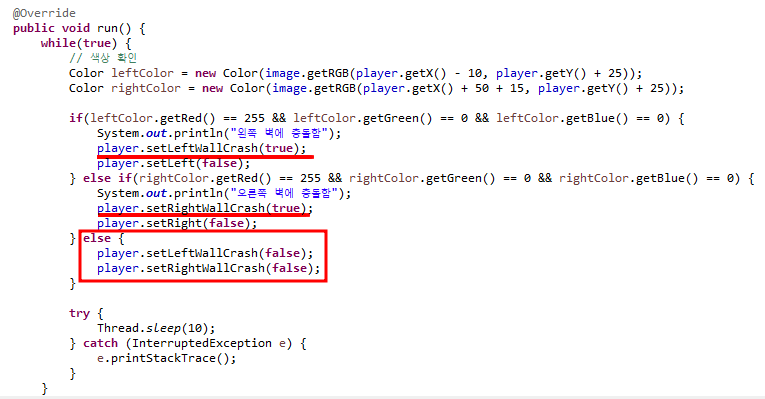 @Override
public void run() {
while(true) {
// 색상 확인
Color leftColor = new Color(image.getRGB(player.getX() - 10, player.getY() + 25));
Color rightColor = new Color(image.getRGB(player.getX() + 50 + 15, player.getY() + 25));
if(leftColor.getRed() == 255 && leftColor.getGreen() == 0 && leftColor.getBlue() == 0) {
System.out.println("왼쪽 벽에 충돌함");
player.setLeftWallCrash(true);
player.setLeft(false);
} else if(rightColor.getRed() == 255 && rightColor.getGreen() == 0 && rightColor.getBlue() == 0) {
System.out.println("오른쪽 벽에 충돌함");
player.setRightWallCrash(true);
player.setRight(false);
} else {
player.setLeftWallCrash(false);
player.setRightWallCrash(false);
}
try {
Thread.sleep(10);
} catch (InterruptedException e) {
e.printStackTrace();
}
}